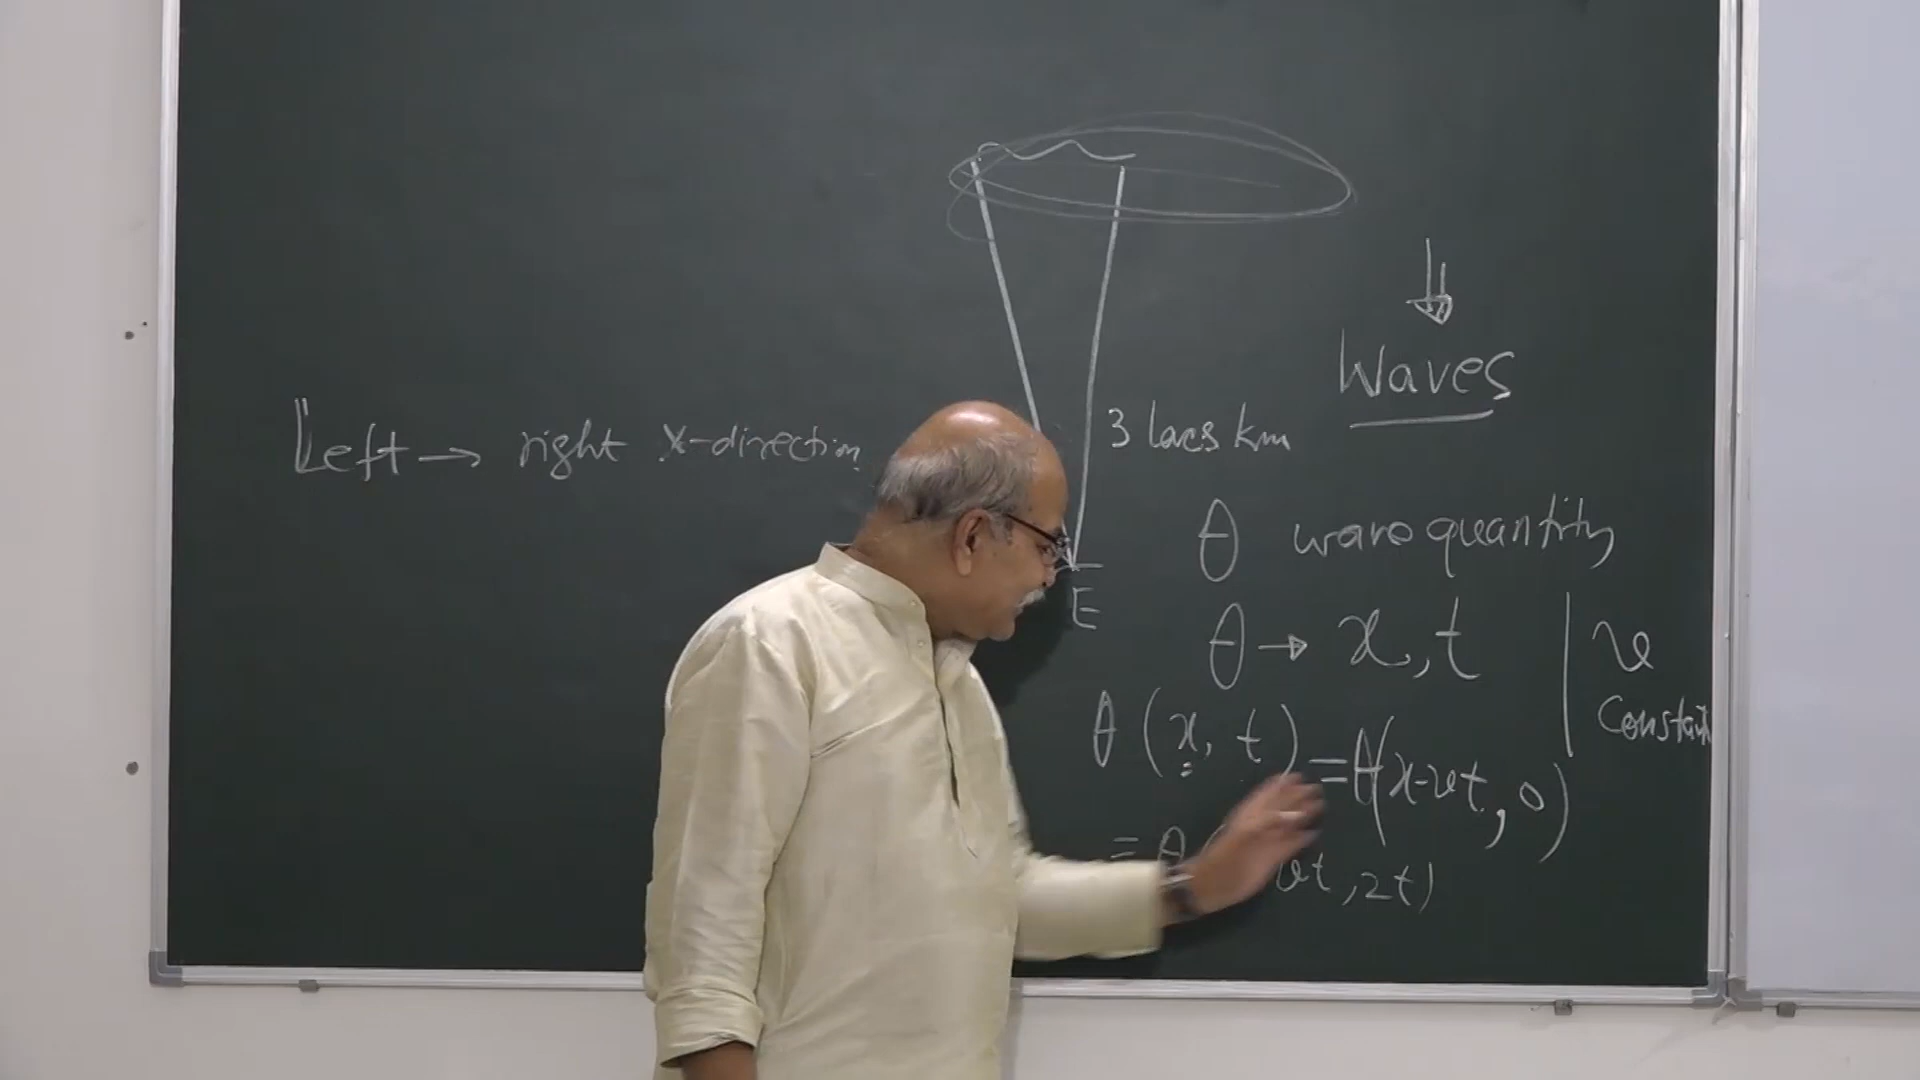 Left → right x-direction
Waves
3 lacs km
θ wave quantity
E
θ → x, t
v
constant
θ (x, t) = θ(x-vt, 0)
= θ ( vt, 2t)